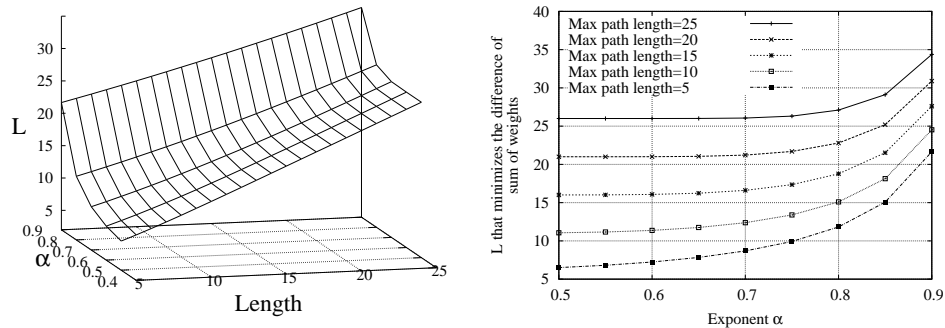 35
30
25
20
15
10
5
L
0.9
0.8
0.7
0.6
0.5
0.4
α
5
10
15
20
25
Length
40
35
30
25
20
15
10
5
L that minimizes the difference of
sum of weights
Max path length=25
Max path length=20
Max path length=15
Max path length=10
Max path length=5
0.5
0.6
0.7
0.8
0.9
Exponent α